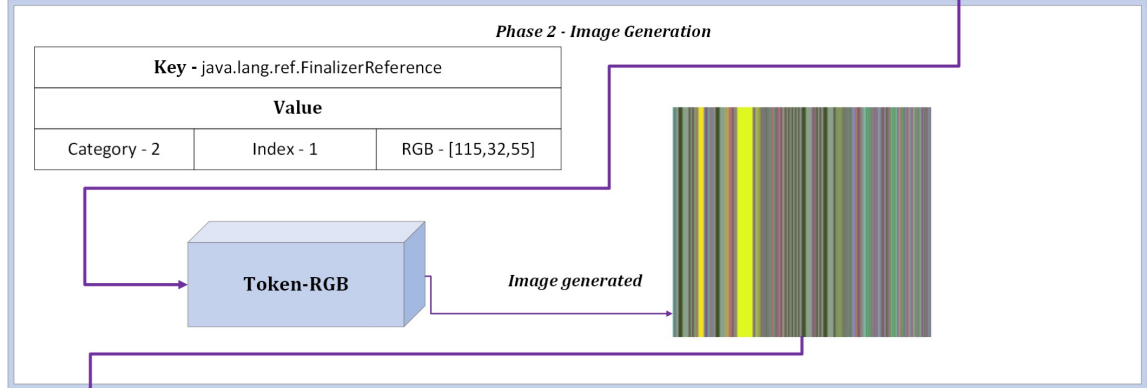 Phase 2 - Image Generation
Key - java.lang.ref.FinalizerReference
Value
Category - 2
Index - 1
RGB - [115,32,55]
Token-RGB
Image generated